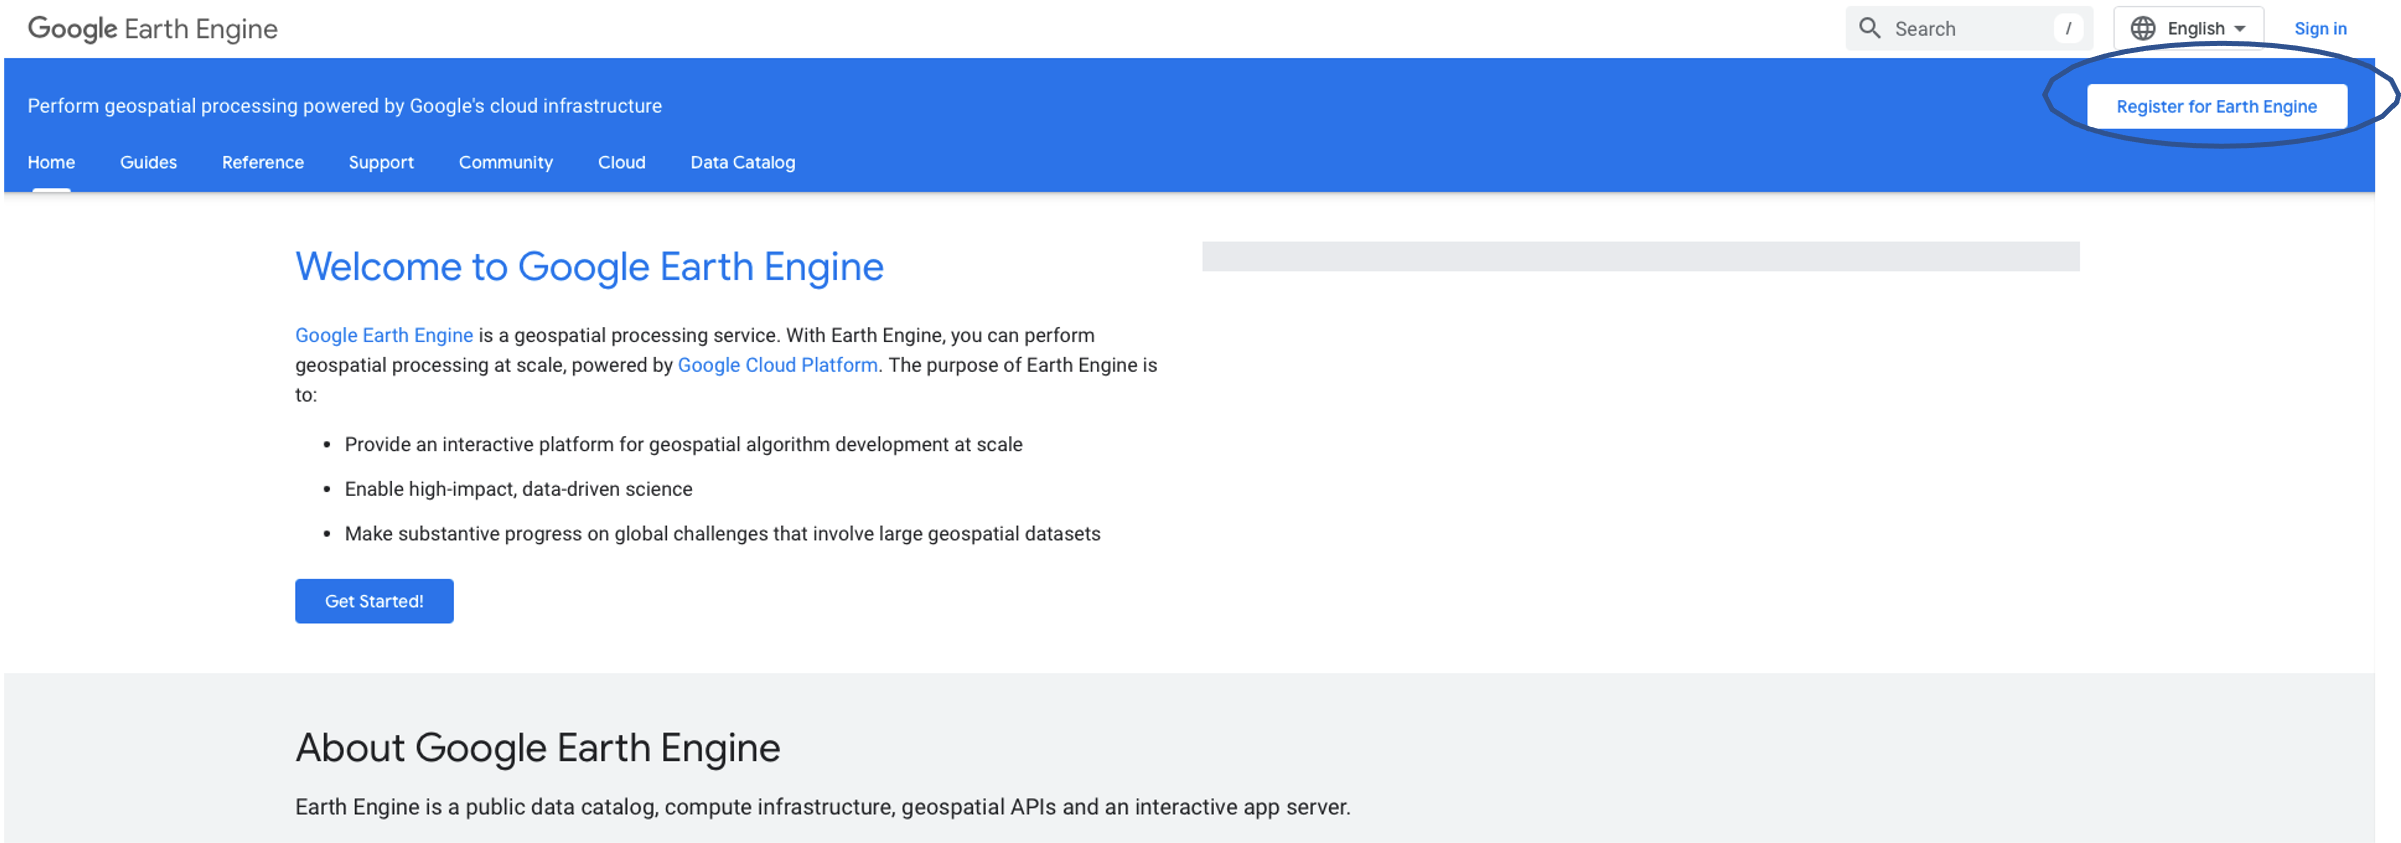 Google Earth Engine
Search
/
English
Sign in
Perform geospatial processing powered by Google's cloud infrastructure
Register for Earth Engine
Home
Guides
Reference
Support
Community
Cloud
Data Catalog
Welcome to Google Earth Engine
Google Earth Engine is a geospatial processing service. With Earth Engine, you can perform
geospatial processing at scale, powered by Google Cloud Platform. The purpose of Earth Engine is
to:
• Provide an interactive platform for geospatial algorithm development at scale
• Enable high-impact, data-driven science
• Make substantive progress on global challenges that involve large geospatial datasets
Get Started!
About Google Earth Engine
Earth Engine is a public data catalog, compute infrastructure, geospatial APIs and an interactive app server.